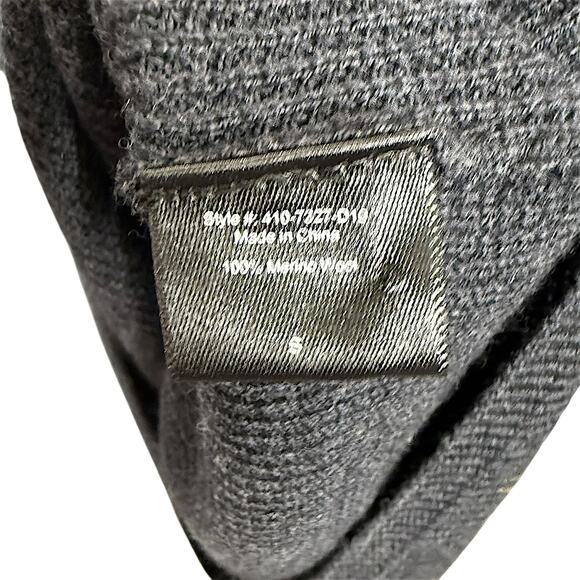 Style #: 410-7327-D19
Made in China
100% Merino Wool
S